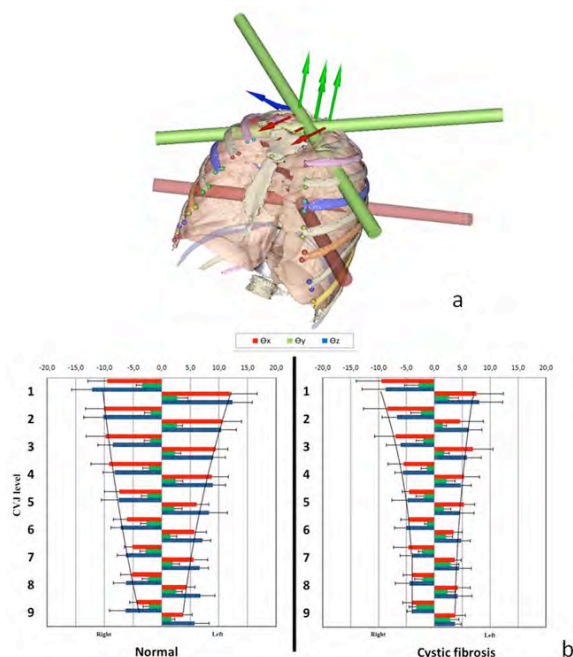 a
Θx Θy Θz
-20,0 -15,0 -10,0 -5,0 0,0 5,0 10,0 15,0 20,0 -20,0 -15,0 -10,0 -5,0 0,0 5,0 10,0 15,0 20,0
1 1
2 2
3 3
4 4
CVJ level CVJ level
5 5
6 6
7 7
8 8
9 9
Right Left Right Left
Normal Cystic fibrosis b